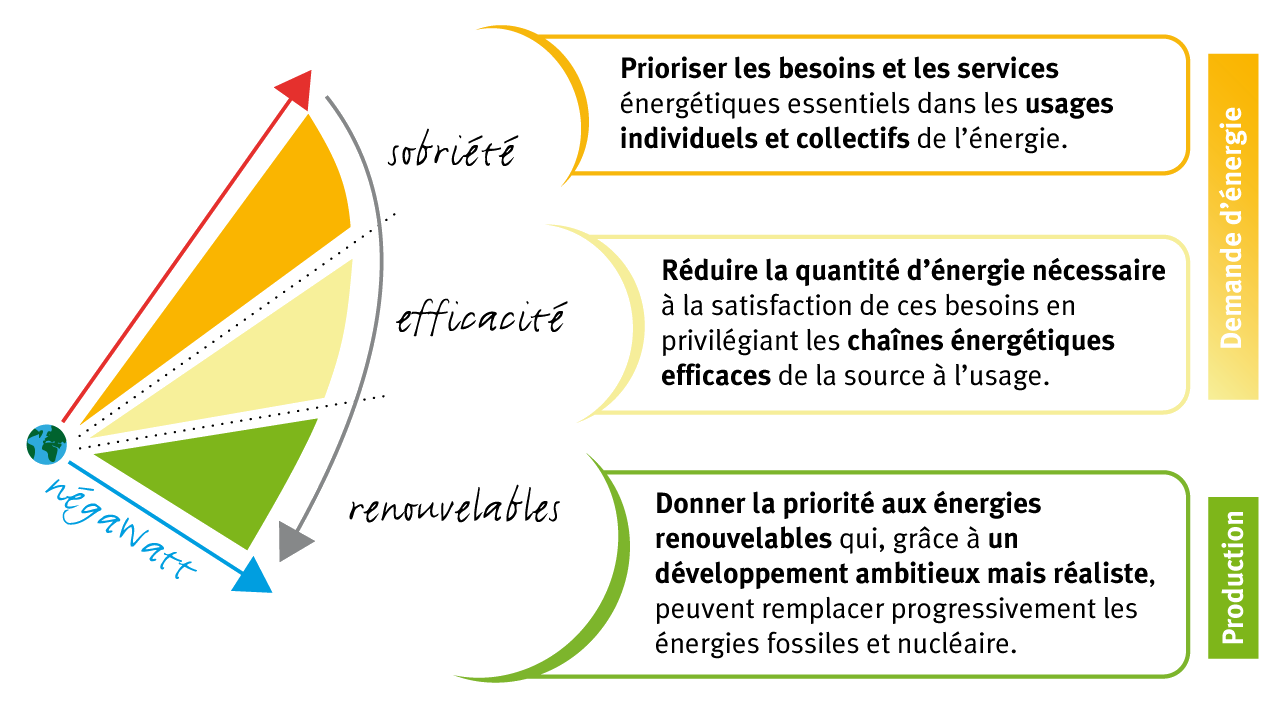 sobriété
Prioriser les besoins et les services
énergétiques essentiels dans les usages
individuels et collectifs de l’énergie.
efficacité
Réduire la quantité d’énergie nécessaire
à la satisfaction de ces besoins en
privilégiant les chaînes énergétiques
efficaces de la source à l’usage.
Demande d’énergie
renouvelables
Donner la priorité aux énergies
renouvelables qui, grâce à un
développement ambitieux mais réaliste,
peuvent remplacer progressivement les
énergies fossiles et nucléaire.
Production
négaWatt